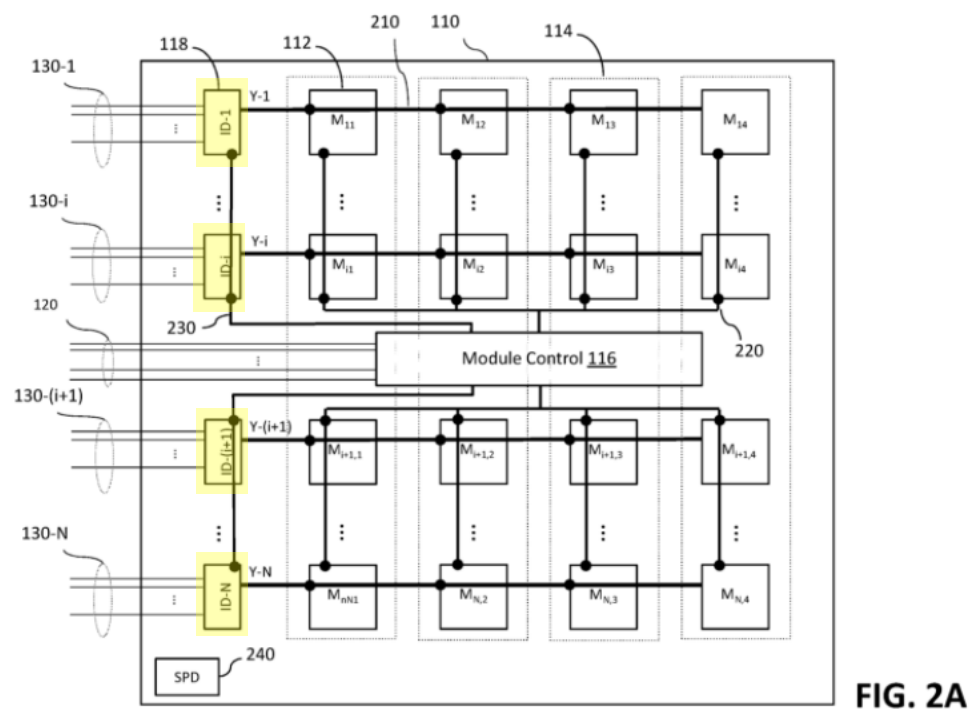 210 110
118 112 114
130-1
Y-1
ID-1 M11 M12 M13 M14
... ... ... ... ... ...
130-i
Y-i
ID-i Mi1 Mi2 Mi3 Mi4
...
120
230
... Module Control 116 220
130-(i+1)
Y-(i+1)
ID-(i+1) Mi+1,1 Mi+1,2 Mi+1,3 Mi+1,4
...
... ... ... ... ...
130-N
Y-N
ID-N MnN1 MN,2 MN,3 MN,4
...
240
SPD
FIG. 2A